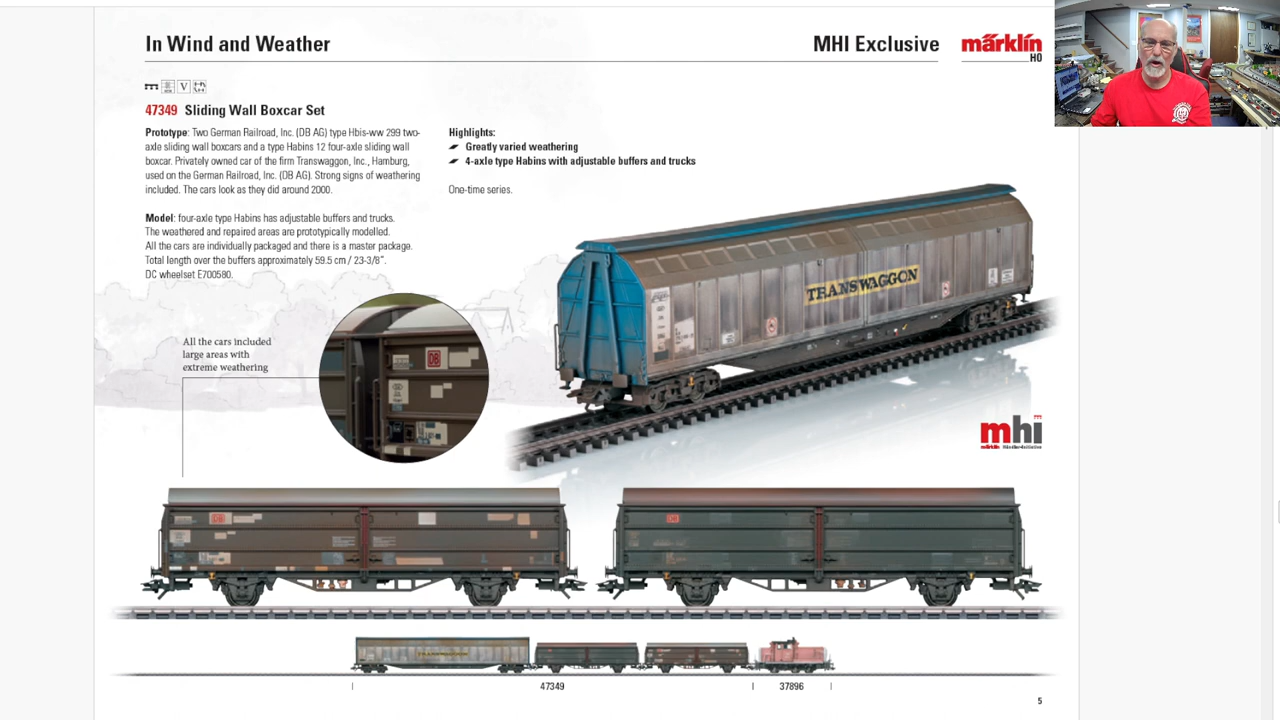 In Wind and Weather
MHI Exclusive
märklin
H0
V
47349 Sliding Wall Boxcar Set
Prototype: Two German Railroad, Inc. (DB AG) type Hbis-ww 299 two-
axle sliding wall boxcars and a type Habins 12 four-axle sliding wall
boxcar. Privately owned car of the firm Transwaggon, Inc., Hamburg,
used on the German Railroad, Inc. (DB AG). Strong signs of weathering
included. The cars look as they did around 2000.
Model: four-axle type Habins has adjustable buffers and trucks.
The weathered and repaired areas are prototypically modelled.
All the cars are individually packaged and there is a master package.
Total length over the buffers approximately 59.5 cm / 23-3/8".
DC wheelset E700580.
Highlights:
Greatly varied weathering
4-axle type Habins with adjustable buffers and trucks
One-time series.
TRANSWAGGON
All the cars included
large areas with
extreme weathering
DB
mhi
märklin Händler-Initiative
DB
DB
TRANSWAGGON
47349
37896
5